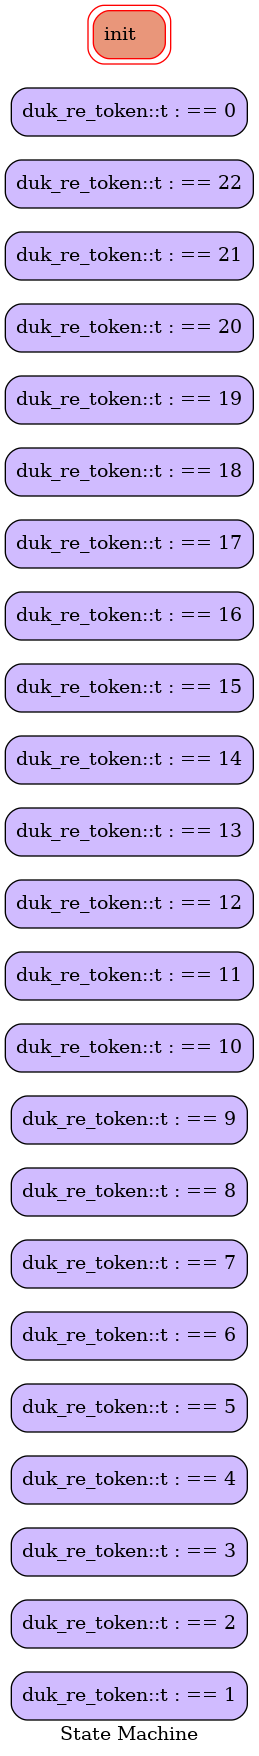 init
duk_re_token::t : == 0
duk_re_token::t : == 22
duk_re_token::t : == 21
duk_re_token::t : == 20
duk_re_token::t : == 19
duk_re_token::t : == 18
duk_re_token::t : == 17
duk_re_token::t : == 16
duk_re_token::t : == 15
duk_re_token::t : == 14
duk_re_token::t : == 13
duk_re_token::t : == 12
duk_re_token::t : == 11
duk_re_token::t : == 10
duk_re_token::t : == 9
duk_re_token::t : == 8
duk_re_token::t : == 7
duk_re_token::t : == 6
duk_re_token::t : == 5
duk_re_token::t : == 4
duk_re_token::t : == 3
duk_re_token::t : == 2
duk_re_token::t : == 1
State Machine